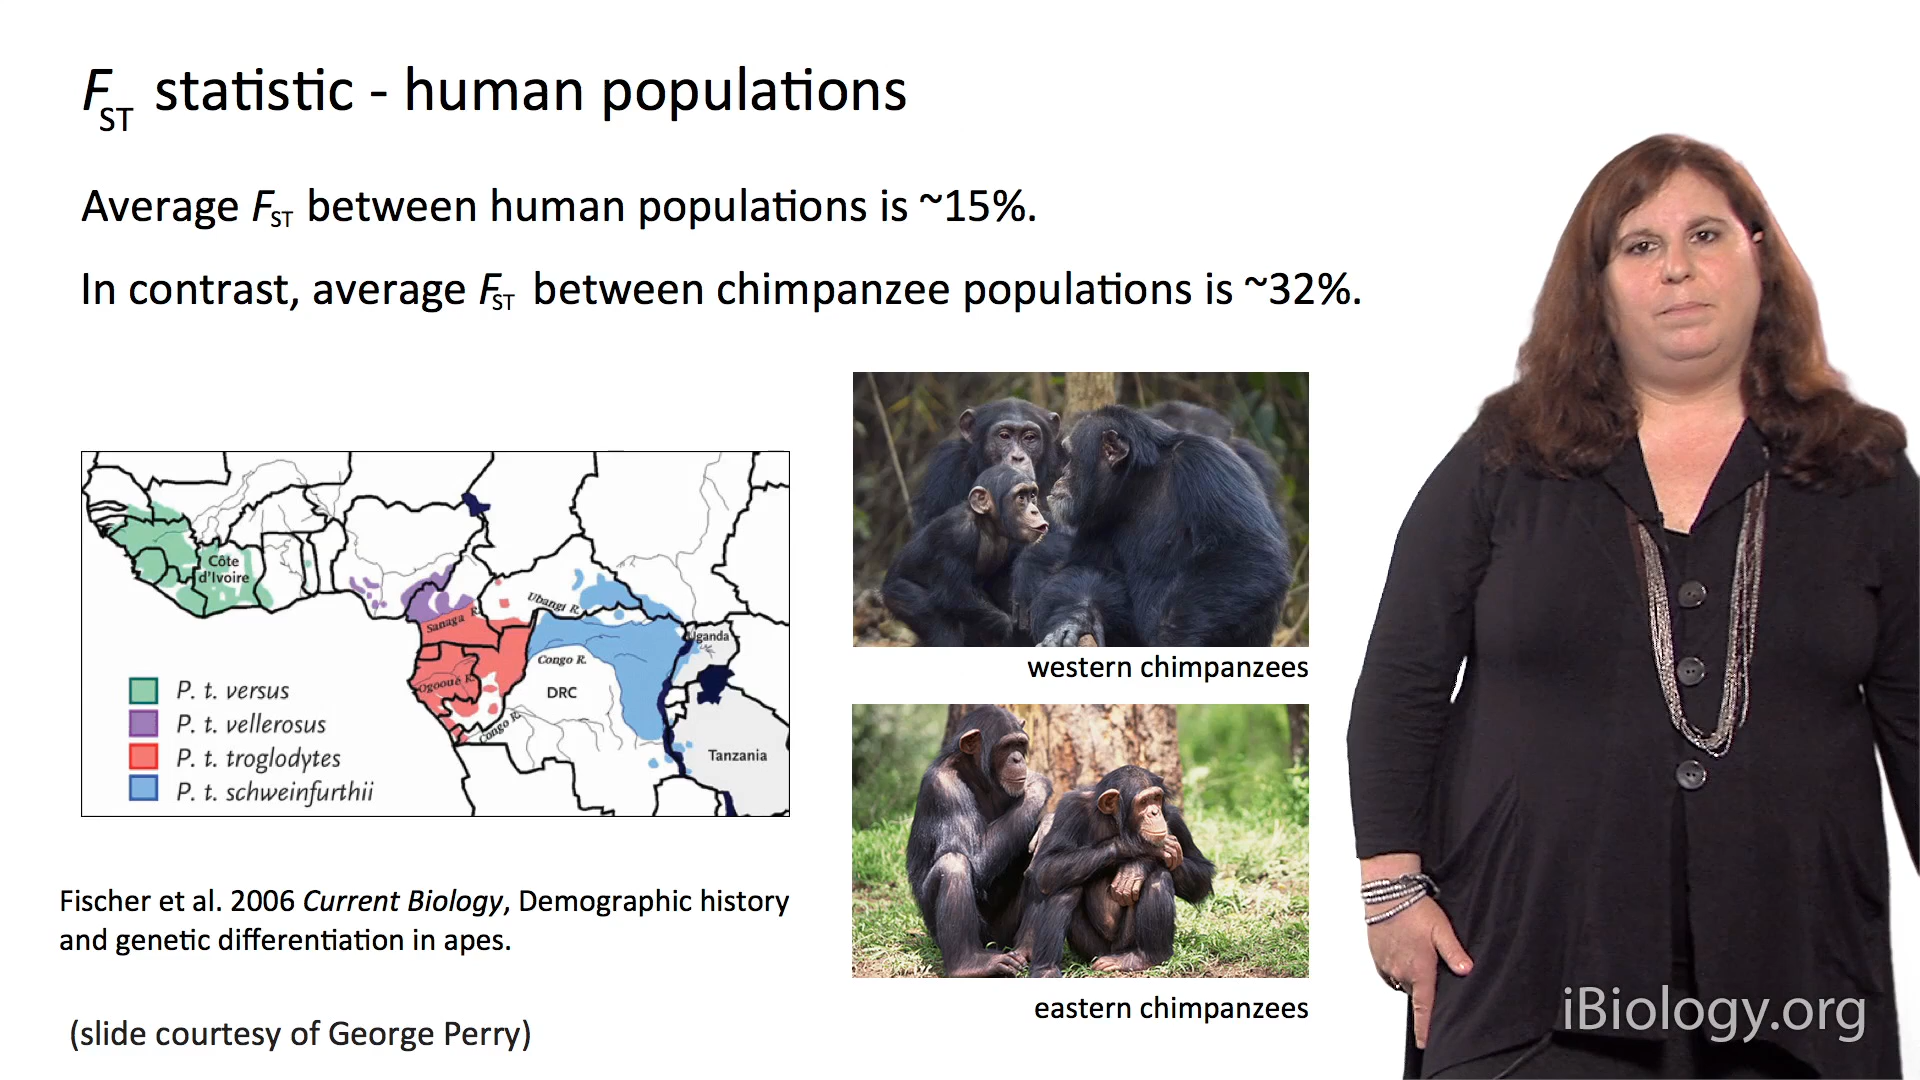 FST statistic - human populations
Average FST between human populations is ~15%.
In contrast, average FST between chimpanzee populations is ~32%.
Côte
d'Ivoire
Ubangi R.
Sanaga R.
Uganda
Congo R.
Ogooué R.
DRC
Congo R.
Tanzania
P. t. versus
P. t. vellerosus
P. t. troglodytes
P. t. schweinfurthii
western chimpanzees
eastern chimpanzees
Fischer et al. 2006 Current Biology, Demographic history
and genetic differentiation in apes.
(slide courtesy of George Perry)
iBiology.org